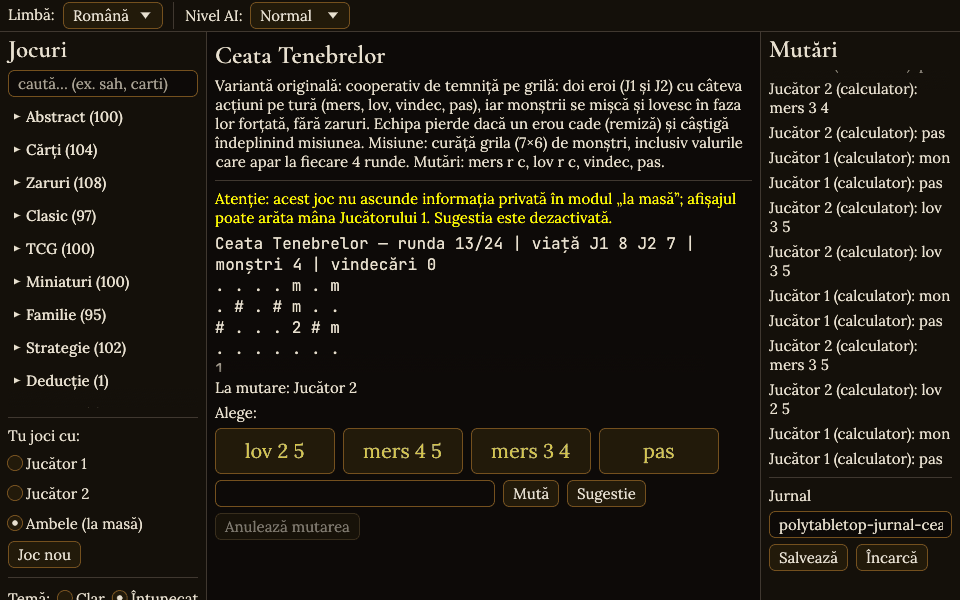 Limbă: Română ▼ Nivel AI: Normal ▼
Jocuri
caută... (ex. sah, carti)
▸ Abstract (100)
▸ Cărți (104)
▸ Zaruri (108)
▸ Clasic (97)
▸ TCG (100)
▸ Miniaturi (100)
▸ Familie (95)
▸ Strategie (102)
▸ Deducție (1)
Tu joci cu:
Jucător 1
Jucător 2
Ambele (la masă)
Joc nou
Temă: Clar Întunecat
Ceata Tenebrelor
Variantă originală: cooperativ de temniță pe grilă: doi eroi (J1 și J2) cu câteva
acțiuni pe tură (mers, lov, vindec, pas), iar monștrii se mișcă și lovesc în faza
lor forțată, fără zaruri. Echipa pierde dacă un erou cade (remiză) și câștigă
îndeplinind misiunea. Misiune: curăță grila (7×6) de monștri, inclusiv valurile
care apar la fiecare 4 runde. Mutări: mers r c, lov r c, vindec, pas.
Atenție: acest joc nu ascunde informația privată în modul „la masă”; afișajul
poate arăta mâna Jucătorului 1. Sugestia este dezactivată.
Ceata Tenebrelor — runda 13/24 | viață J1 8 J2 7 |
monștri 4 | vindecări 0
. . . . m . m
. # . # m . .
# . . . 2 # m
. . . . . . .
1
La mutare: Jucător 2
Alege:
lov 2 5
mers 4 5
mers 3 4
pas
Mută
Sugestie
Anulează mutarea
Mutări
Jucător 2 (calculator):
mers 3 4
Jucător 2 (calculator): pas
Jucător 1 (calculator): mon
Jucător 1 (calculator): pas
Jucător 2 (calculator): lov
3 5
Jucător 2 (calculator): lov
3 5
Jucător 1 (calculator): mon
Jucător 1 (calculator): pas
Jucător 2 (calculator):
mers 3 5
Jucător 2 (calculator): lov
2 5
Jucător 1 (calculator): mon
Jucător 1 (calculator): pas
Jurnal
polytabletop-jurnal-cea
Salvează
Încarcă